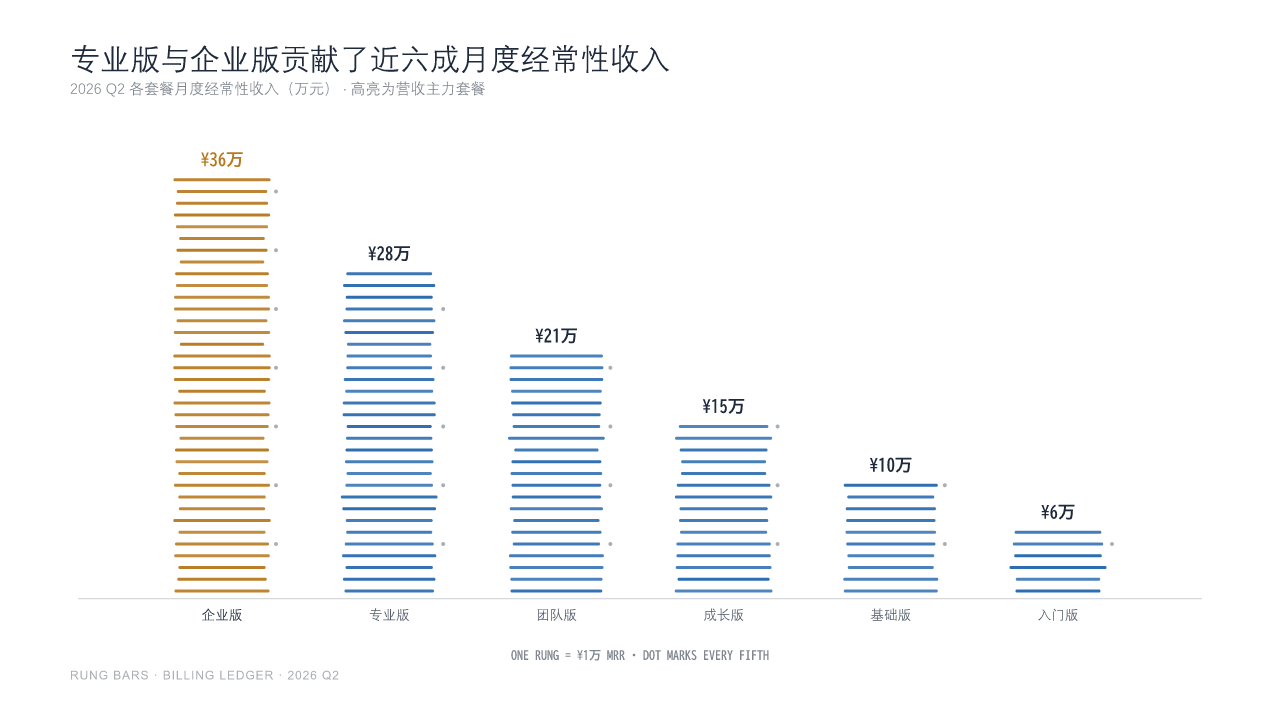 专业版与企业版贡献了近六成月度经常性收入
2026 Q2 各套餐月度经常性收入（万元） · 高亮为营收主力套餐
¥36万
¥28万
¥21万
¥15万
¥10万
¥6万
企业版
专业版
团队版
成长版
基础版
入门版
ONE RUNG = ¥1万 MRR · DOT MARKS EVERY FIFTH
RUNG BARS · BILLING LEDGER · 2026 Q2